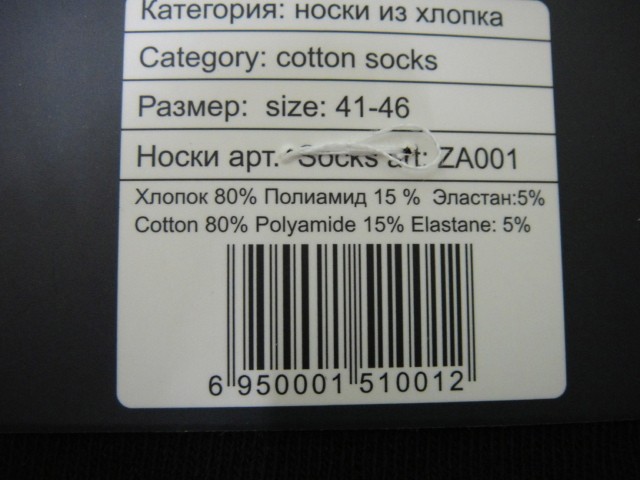 Категория: носки из хлопка
Category: cotton socks
Размер: size: 41-46
Носки арт. Socks art: ZA001
Хлопок 80% Полиамид 15 % Эластан:5%
Cotton 80% Polyamide 15% Elastane: 5%
6 950001 510012